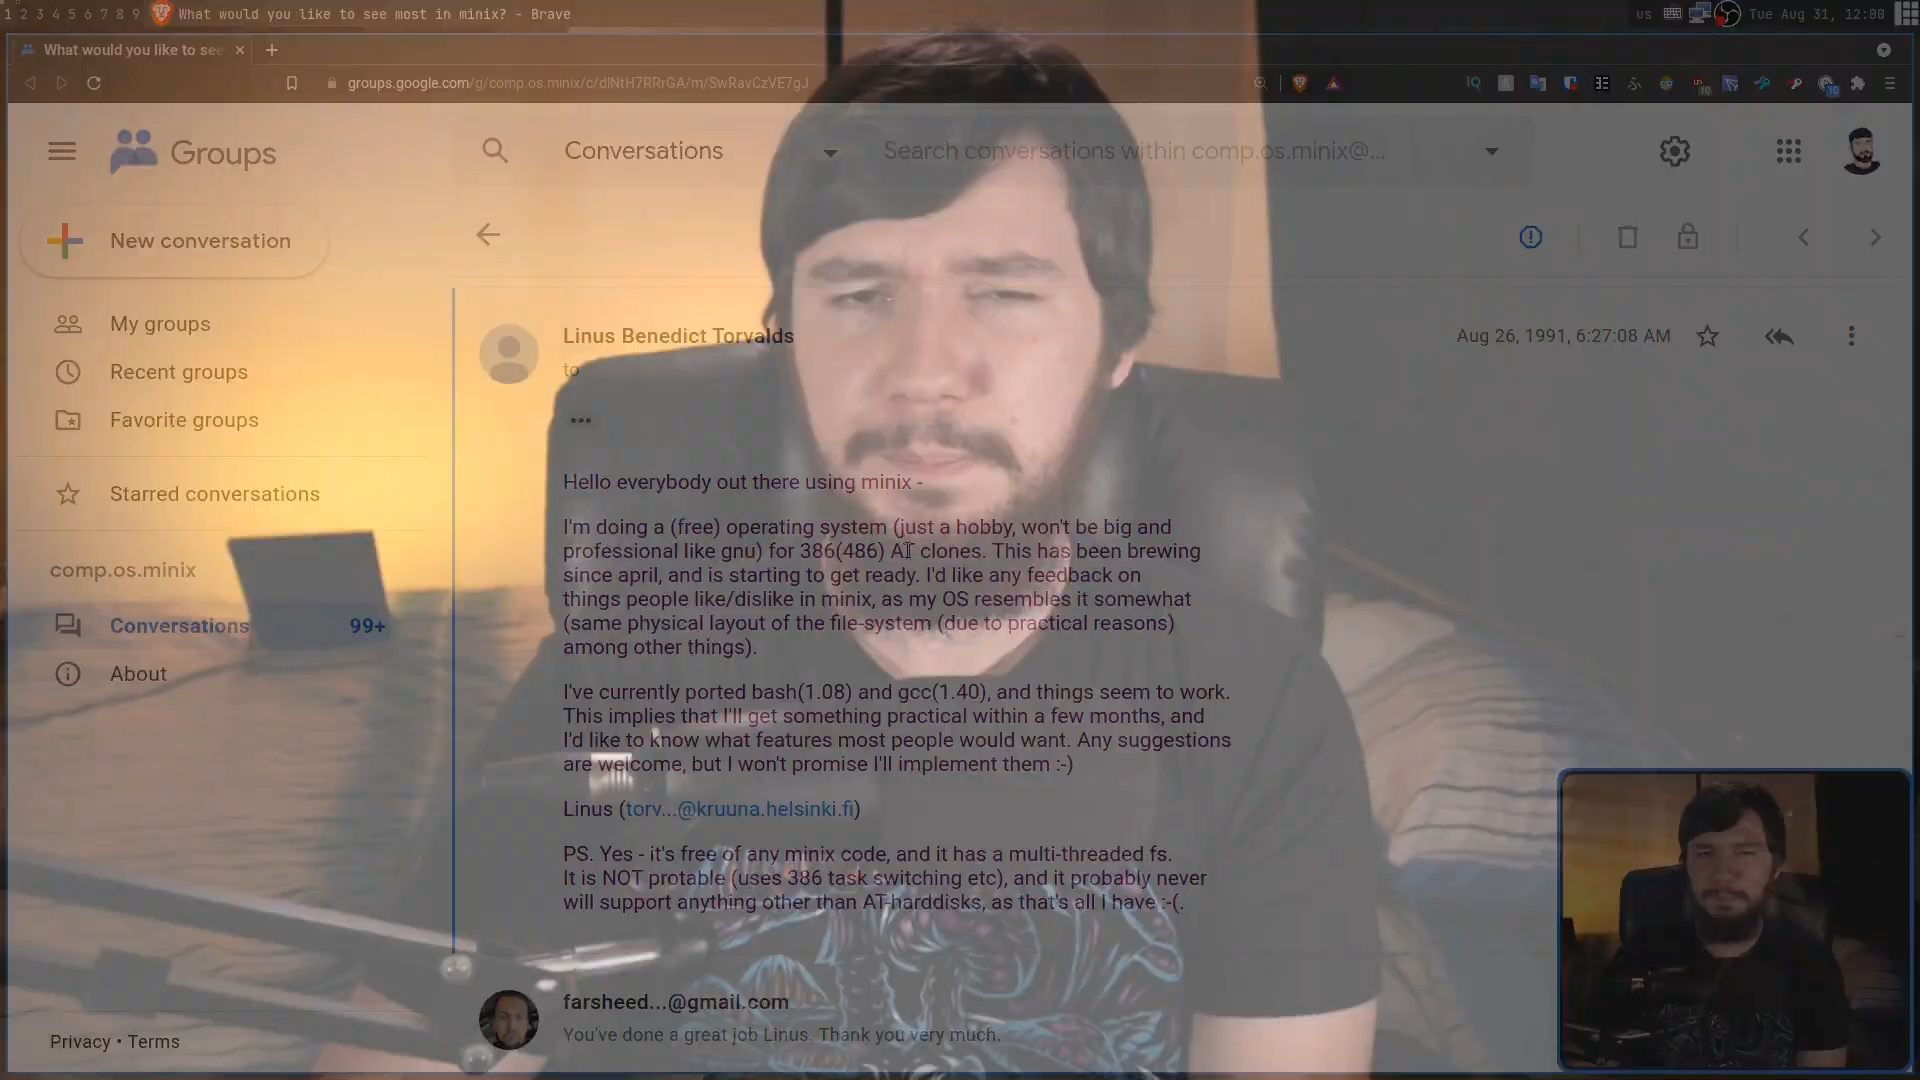 1 2 3 4 5 6 7 8 9 What would you like to see most in minix? - Brave
us Tue Aug 31, 12:00
What would you like to see
groups.google.com/g/comp.os.minix/c/dlNtH7RRrGA/m/SwRavCzVE7gJ
Groups
Conversations
Search conversations within comp.os.minix@...
New conversation
My groups
Recent groups
Favorite groups
Starred conversations
comp.os.minix
Conversations 99+
About
Privacy • Terms
Linus Benedict Torvalds
Aug 26, 1991, 6:27:08 AM
to
Hello everybody out there using minix -
I'm doing a (free) operating system (just a hobby, won't be big and
professional like gnu) for 386(486) AT clones. This has been brewing
since april, and is starting to get ready. I'd like any feedback on
things people like/dislike in minix, as my OS resembles it somewhat
(same physical layout of the file-system (due to practical reasons)
among other things).
I've currently ported bash(1.08) and gcc(1.40), and things seem to work.
This implies that I'll get something practical within a few months, and
I'd like to know what features most people would want. Any suggestions
are welcome, but I won't promise I'll implement them :-)
Linus (torv...@kruuna.helsinki.fi)
PS. Yes - it's free of any minix code, and it has a multi-threaded fs.
It is NOT protable (uses 386 task switching etc), and it probably never
will support anything other than AT-harddisks, as that's all I have :-(.
farsheed...@gmail.com
You've done a great job Linus. Thank you very much.